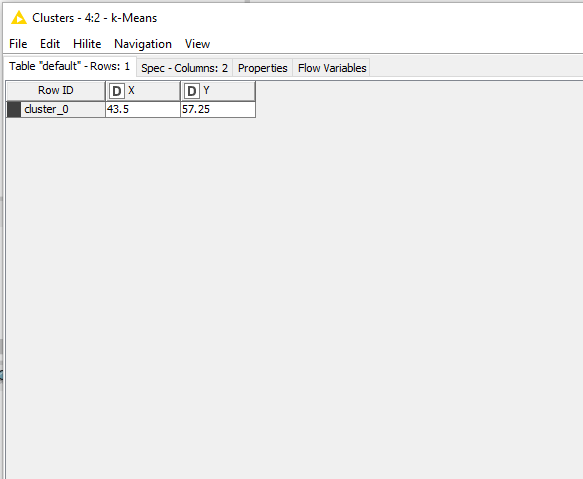 Clusters - 4:2 - k-Means
File Edit Hilite Navigation View
Table "default" - Rows: 1 Spec - Columns: 2 Properties Flow Variables
Row ID D X D Y
cluster_0 43.5 57.25